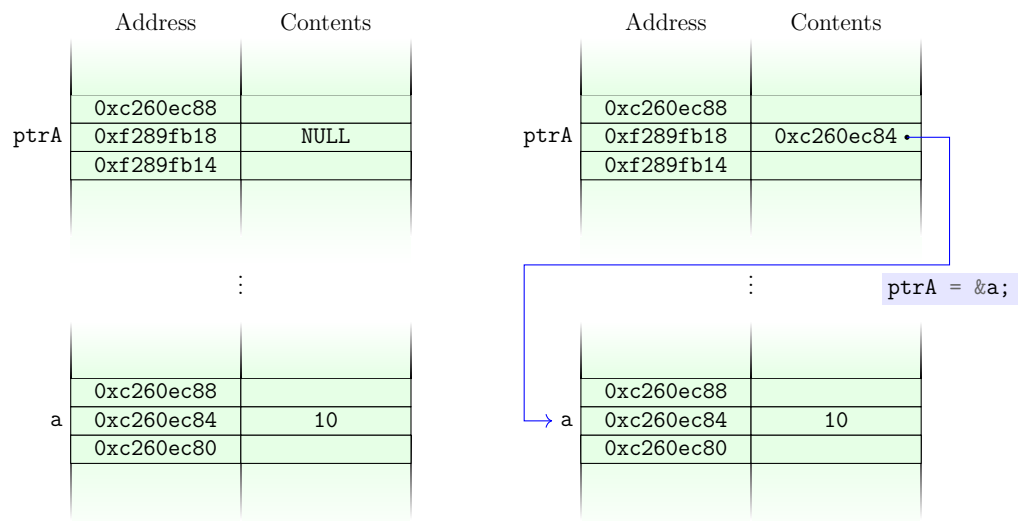 Address Contents Address Contents
0xc260ec88 0xc260ec88
ptrA 0xf289fb18 NULL ptrA 0xf289fb18 0xc260ec84
0xf289fb14 0xf289fb14
⋮ ⋮
ptrA = &a;
0xc260ec88 0xc260ec88
a 0xc260ec84 10 a 0xc260ec84 10
0xc260ec80 0xc260ec80